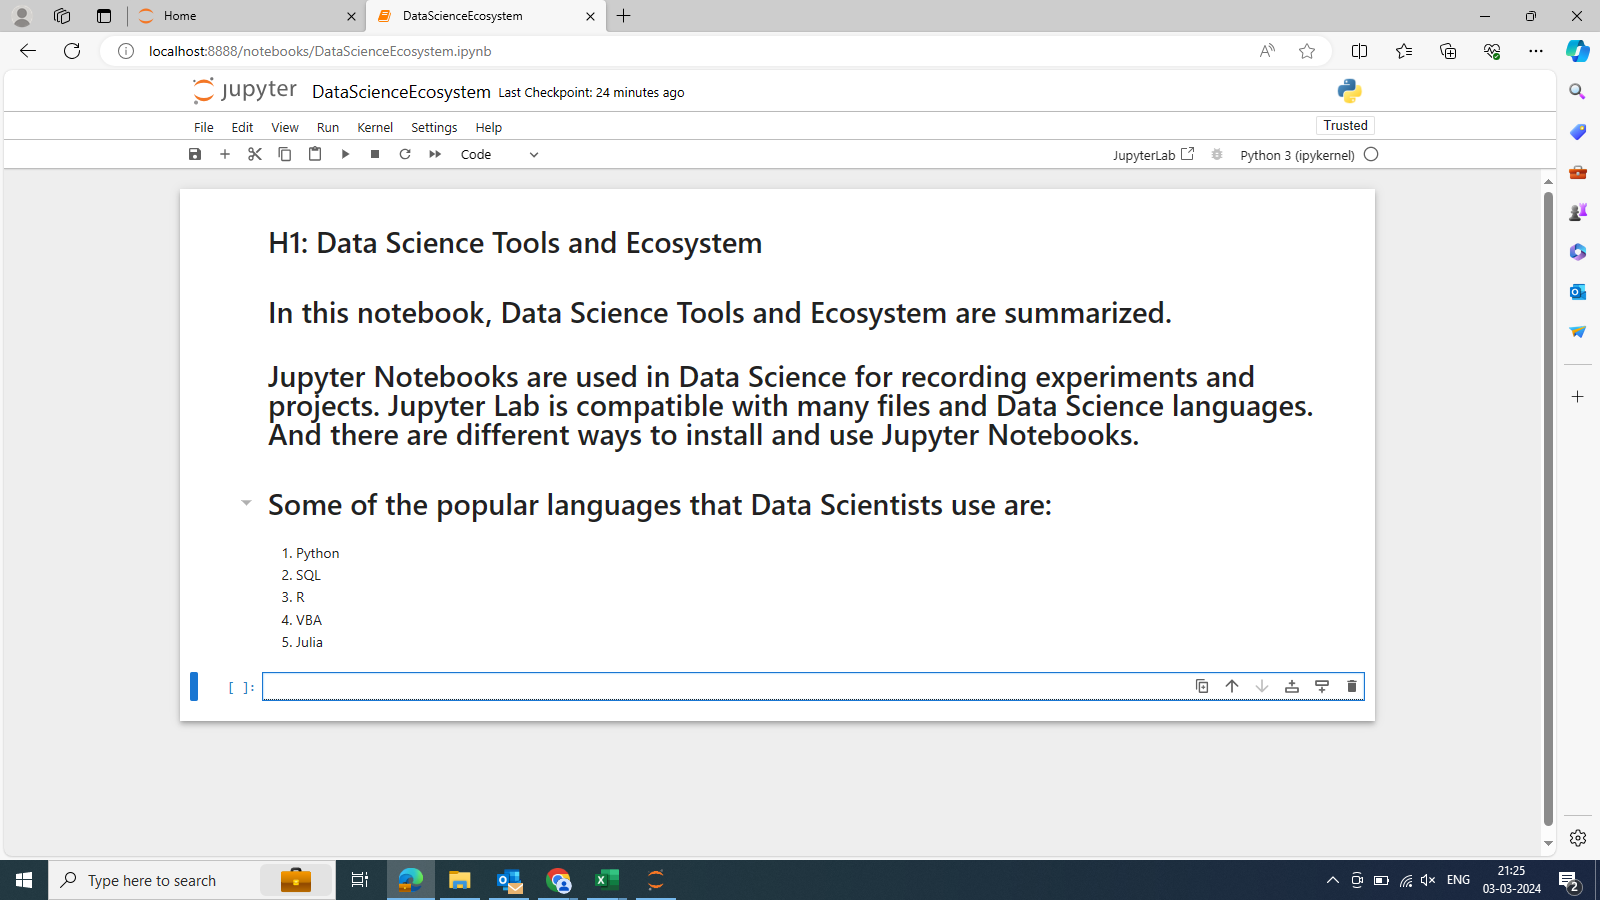 Home
DataScienceEcosystem
localhost:8888/notebooks/DataScienceEcosystem.ipynb
jupyter DataScienceEcosystem Last Checkpoint: 24 minutes ago
File Edit View Run Kernel Settings Help
Trusted
Code
JupyterLab
Python 3 (ipykernel)
H1: Data Science Tools and Ecosystem
In this notebook, Data Science Tools and Ecosystem are summarized.
Jupyter Notebooks are used in Data Science for recording experiments and
projects. Jupyter Lab is compatible with many files and Data Science languages.
And there are different ways to install and use Jupyter Notebooks.
Some of the popular languages that Data Scientists use are:
1. Python
2. SQL
3. R
4. VBA
5. Julia
[ ]:
Type here to search
ENG
21:25
03-03-2024
2